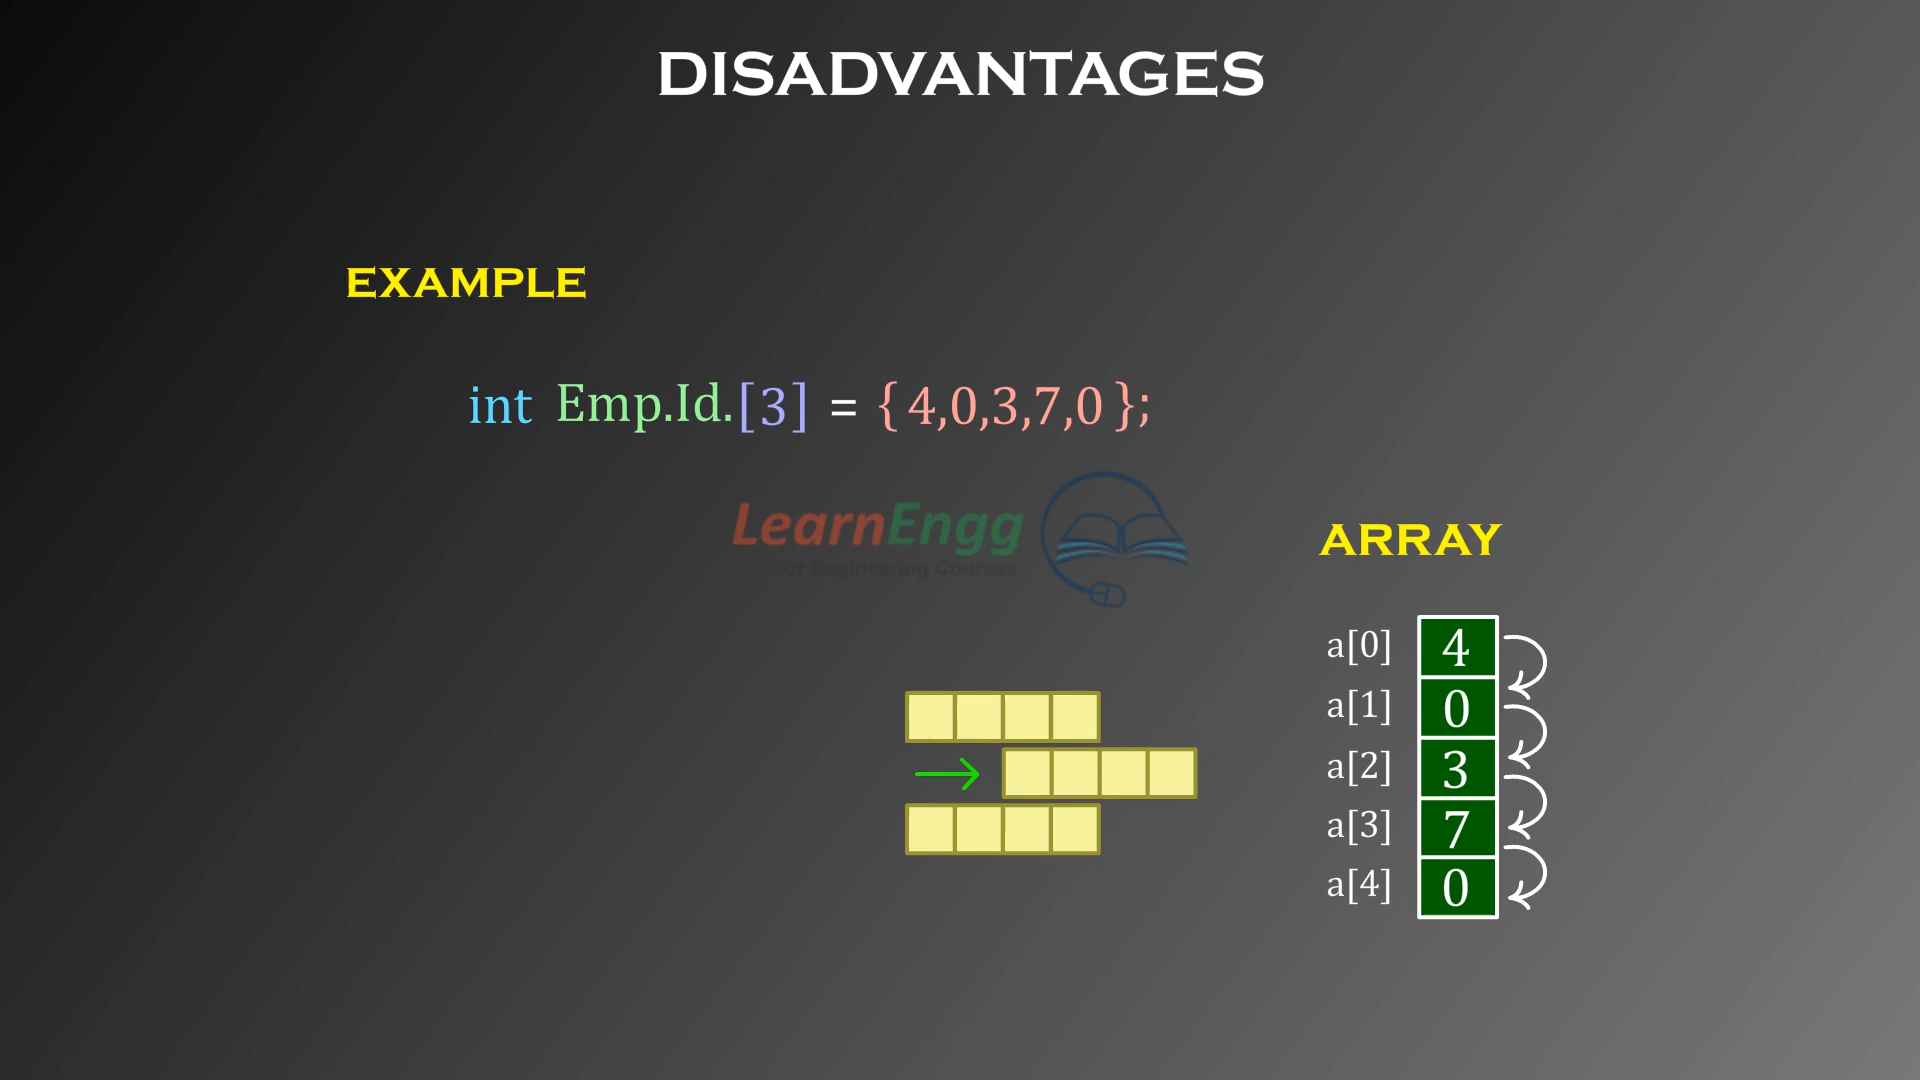 DISADVANTAGES
EXAMPLE
int Emp.Id.[3] = { 4,0,3,7,0 };
LearnEngg
for Engineering Courses
ARRAY
a[0] 4
a[1] 0
a[2] 3
a[3] 7
a[4] 0